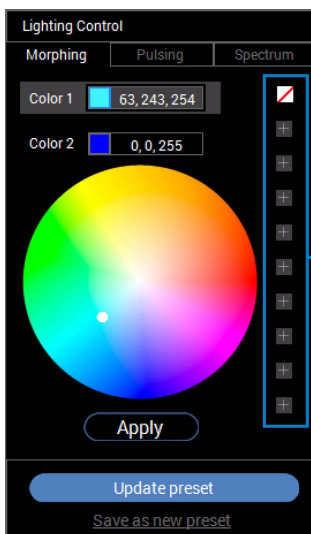 Lighting Control
Morphing Pulsing Spectrum
Color 1 63, 243, 254
Color 2 0, 0, 255
Apply
Update preset
Save as new preset